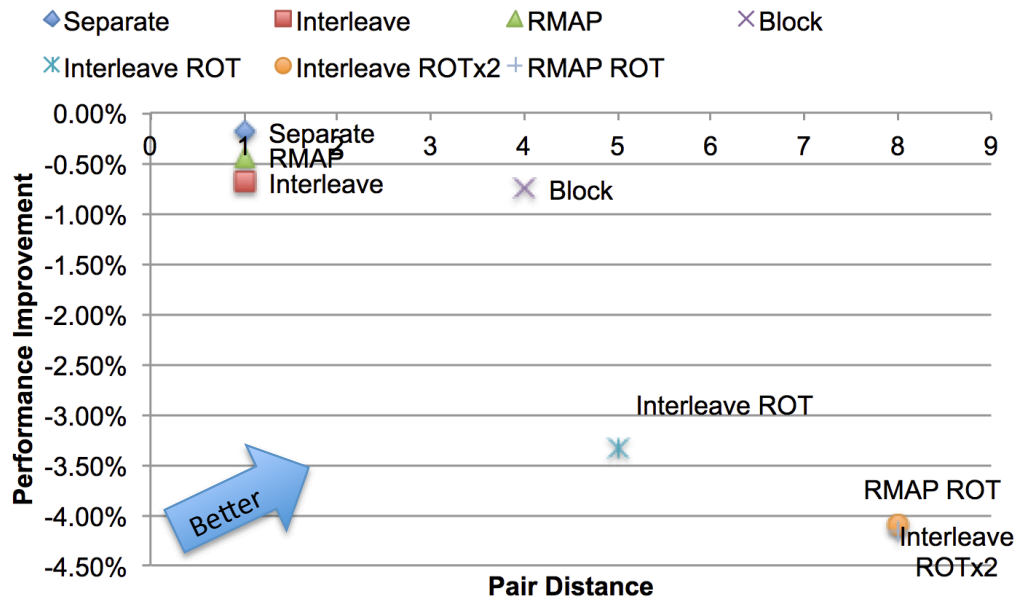 Separate Interleave RMAP Block
Interleave ROT Interleave ROTx2 RMAP ROT
0.00%
0 1 2 3 4 5 6 7 8 9
Separate
RMAP
-0.50%
Interleave
Block
-1.00%
-1.50%
-2.00%
-2.50%
-3.00%
-3.50%
-4.00%
-4.50%
Performance Improvement
Interleave ROT
Better
RMAP ROT
Interleave
ROTx2
Pair Distance